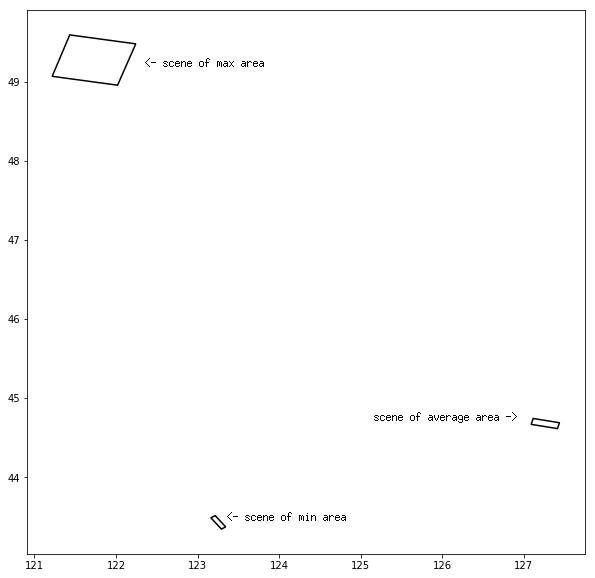 <- scene of max area
49
48
47
46
45
scene of average area ->
44
<- scene of min area
121 122 123 124 125 126 127